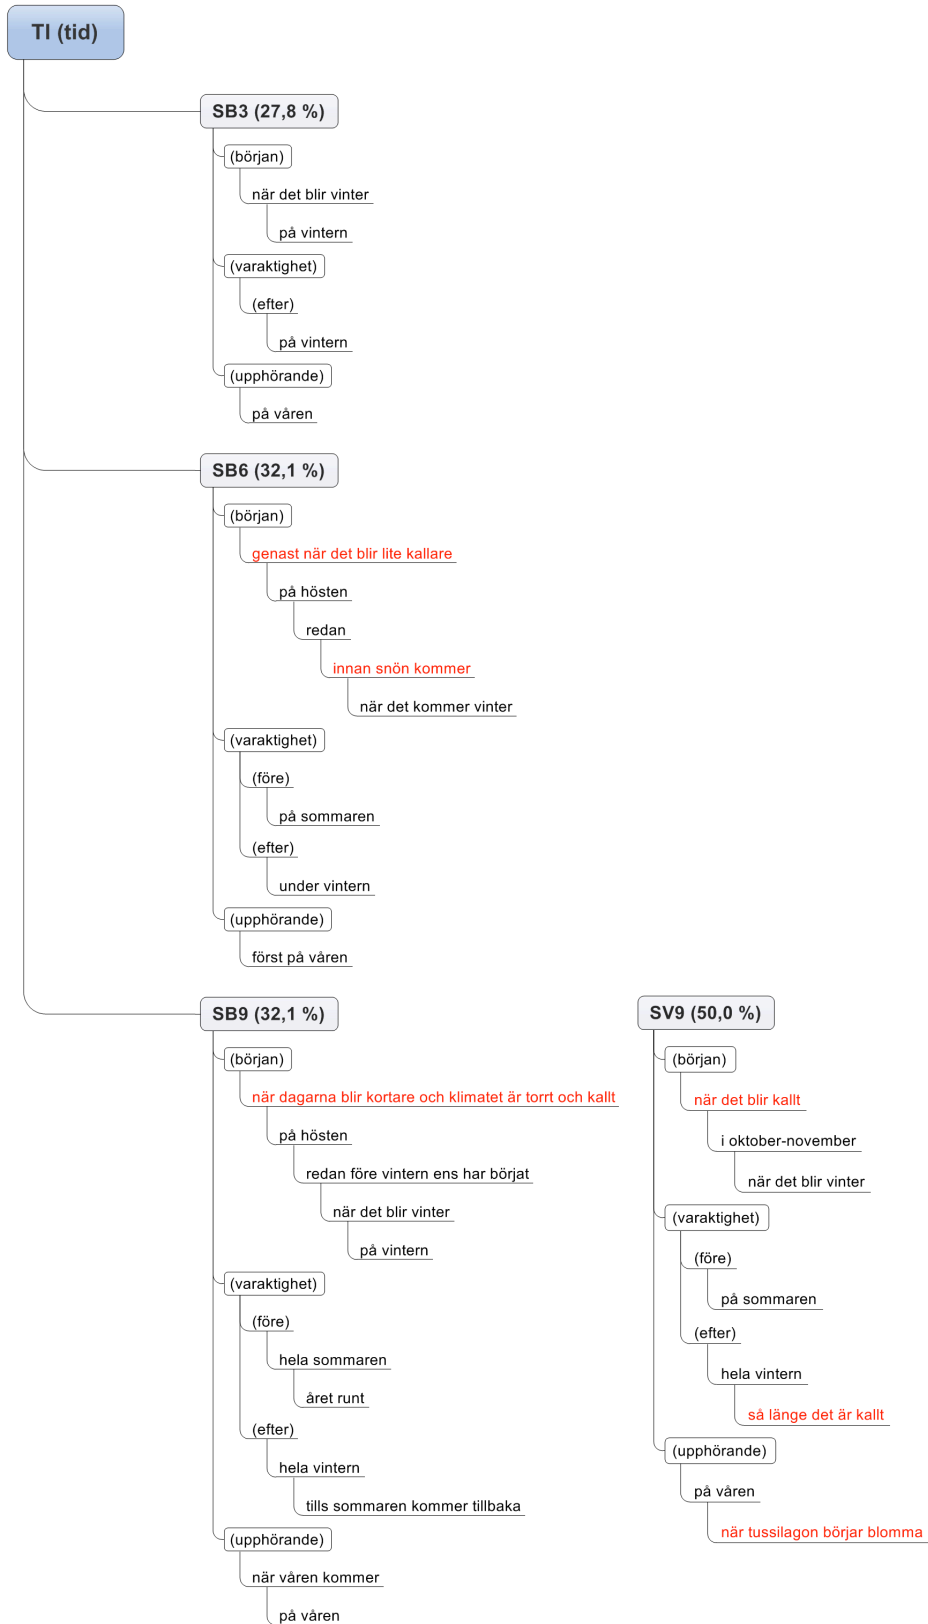 TI (tid)
SB3 (27,8 %)
(början)
när det blir vinter
på vintern
(varaktighet)
(efter)
på vintern
(upphörande)
på våren
SB6 (32,1 %)
(början)
genast när det blir lite kallare
på hösten
redan
innan snön kommer
när det kommer vinter
(varaktighet)
(före)
på sommaren
(efter)
under vintern
(upphörande)
först på våren
SB9 (32,1 %)
(början)
när dagarna blir kortare och klimatet är torrt och kallt
på hösten
redan före vintern ens har börjat
när det blir vinter
på vintern
(varaktighet)
(före)
hela sommaren
året runt
(efter)
hela vintern
tills sommaren kommer tillbaka
(upphörande)
när våren kommer
på våren
SV9 (50,0 %)
(början)
när det blir kallt
i oktober-november
när det blir vinter
(varaktighet)
(före)
på sommaren
(efter)
hela vintern
så länge det är kallt
(upphörande)
på våren
när tussilagon börjar blomma